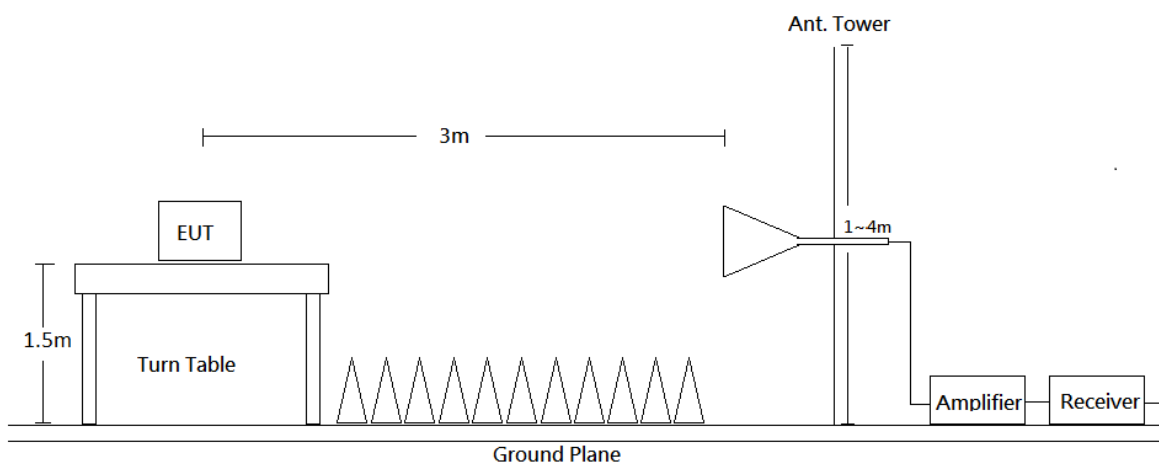 Ant. Tower
3m
EUT
1~4m
1.5m
Turn Table
Amplifier
Receiver
Ground Plane